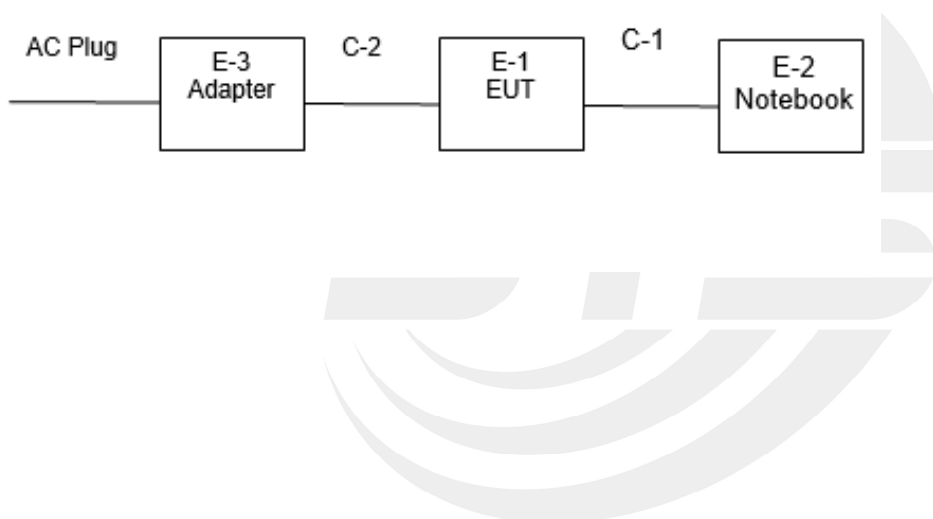 AC Plug
E-3
Adapter
C-2
E-1
EUT
C-1
E-2
Notebook